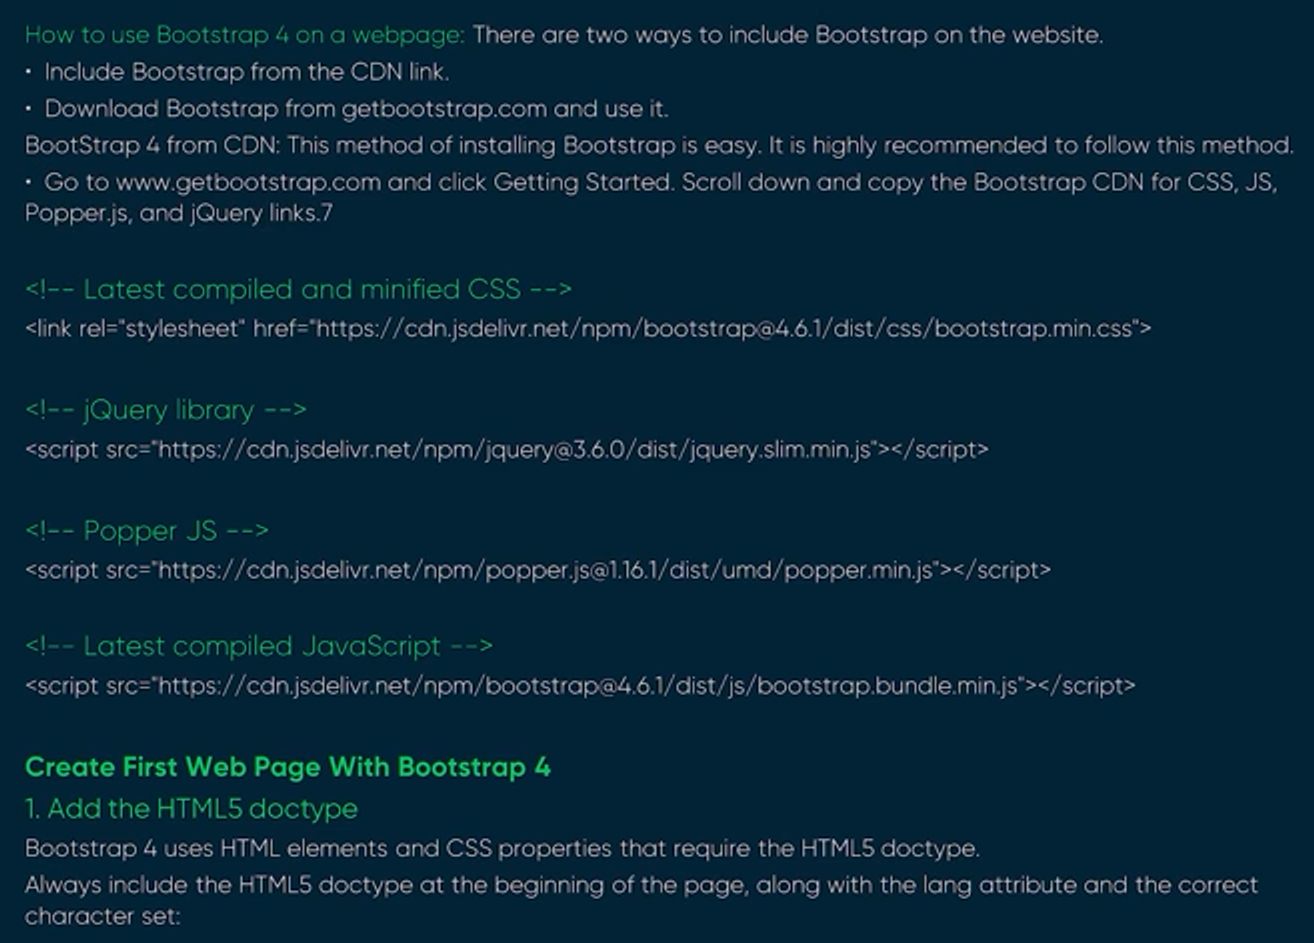 How to use Bootstrap 4 on a webpage: There are two ways to include Bootstrap on the website.
• Include Bootstrap from the CDN link.
• Download Bootstrap from getbootstrap.com and use it.
BootStrap 4 from CDN: This method of installing Bootstrap is easy. It is highly recommended to follow this method.
• Go to www.getbootstrap.com and click Getting Started. Scroll down and copy the Bootstrap CDN for CSS, JS,
Popper.js, and jQuery links.7
<!-- Latest compiled and minified CSS -->
<link rel="stylesheet" href="https://cdn.jsdelivr.net/npm/bootstrap@4.6.1/dist/css/bootstrap.min.css">
<!-- jQuery library -->
<script src="https://cdn.jsdelivr.net/npm/jquery@3.6.0/dist/jquery.slim.min.js"></script>
<!-- Popper JS -->
<script src="https://cdn.jsdelivr.net/npm/popper.js@1.16.1/dist/umd/popper.min.js"></script>
<!-- Latest compiled JavaScript -->
<script src="https://cdn.jsdelivr.net/npm/bootstrap@4.6.1/dist/js/bootstrap.bundle.min.js"></script>
Create First Web Page With Bootstrap 4
1. Add the HTML5 doctype
Bootstrap 4 uses HTML elements and CSS properties that require the HTML5 doctype.
Always include the HTML5 doctype at the beginning of the page, along with the lang attribute and the correct
character set: